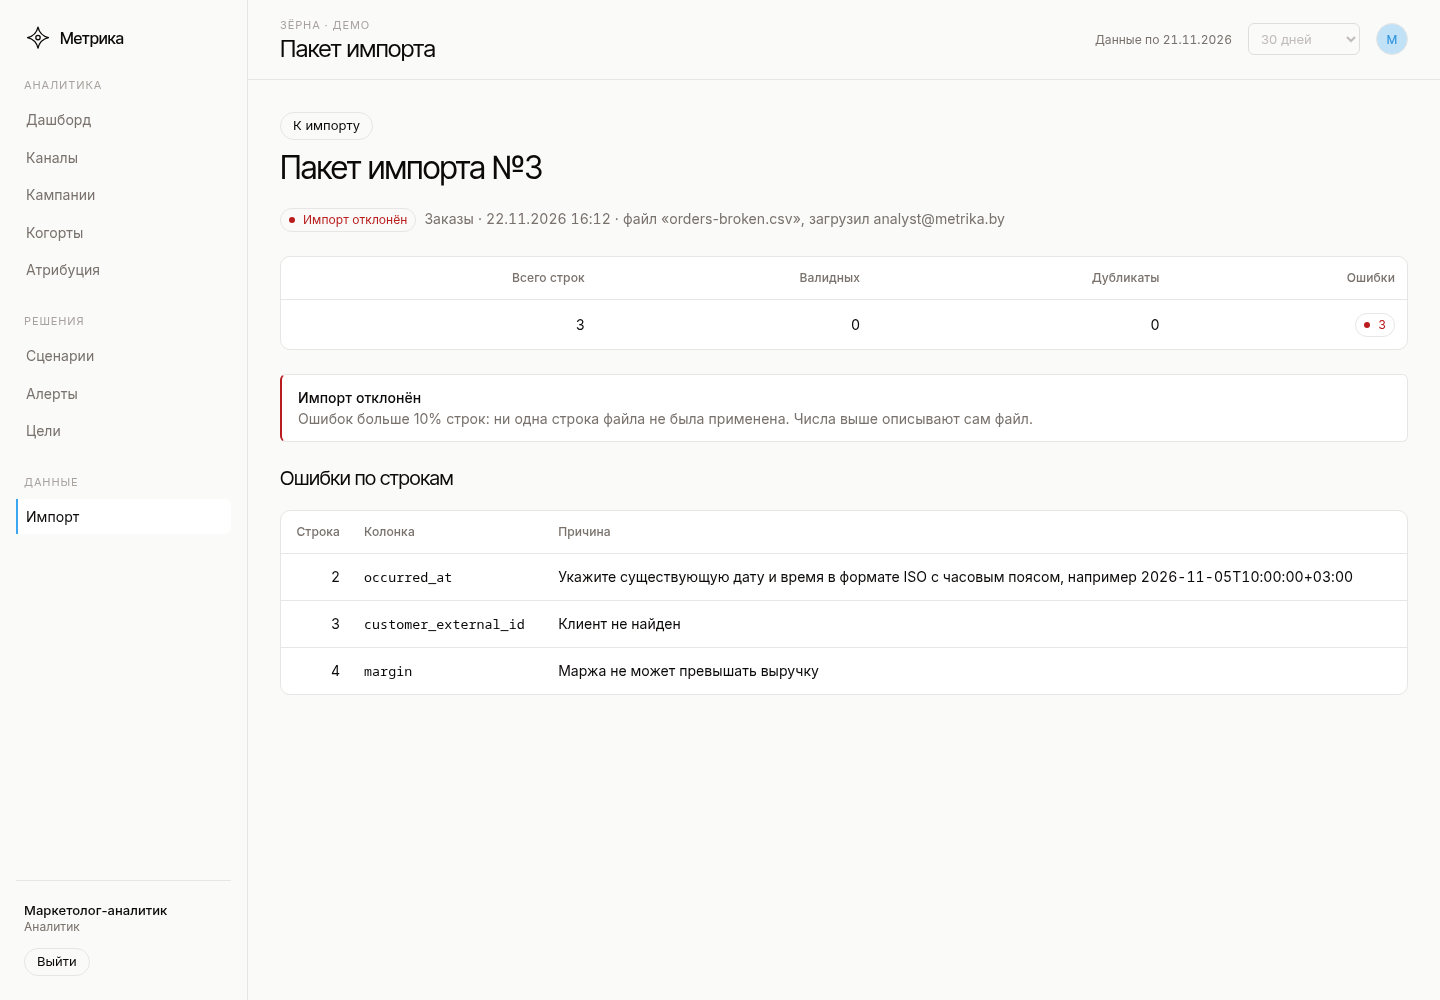 Метрика
АНАЛИТИКА
Дашборд
Каналы
Кампании
Когорты
Атрибуция
РЕШЕНИЯ
Сценарии
Алерты
Цели
ДАННЫЕ
Импорт
Маркетолог-аналитик
Аналитик
Выйти
ЗЁРНА · ДЕМО
Пакет импорта
Данные по 21.11.2026
30 дней
М
К импорту
Пакет импорта №3
Импорт отклонён Заказы · 22.11.2026 16:12 · файл «orders-broken.csv», загрузил analyst@metrika.by
Всего строк Валидных Дубликаты Ошибки
3 0 0 3
Импорт отклонён
Ошибок больше 10% строк: ни одна строка файла не была применена. Числа выше описывают сам файл.
Ошибки по строкам
Строка Колонка Причина
2 occurred_at Укажите существующую дату и время в формате ISO с часовым поясом, например 2026-11-05T10:00:00+03:00
3 customer_external_id Клиент не найден
4 margin Маржа не может превышать выручку